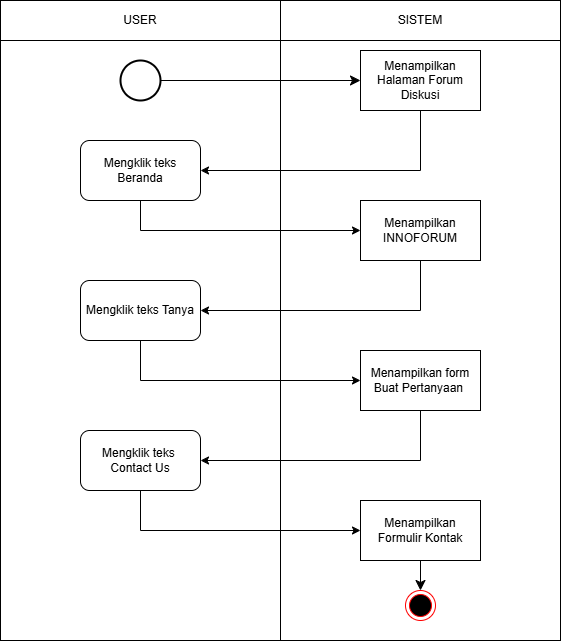 USER
SISTEM
Menampilkan
Halaman Forum
Diskusi
Mengklik teks
Beranda
Menampilkan
INNOFORUM
Mengklik teks Tanya
Menampilkan form
Buat Pertanyaan
Mengklik teks
Contact Us
Menampilkan
Formulir Kontak